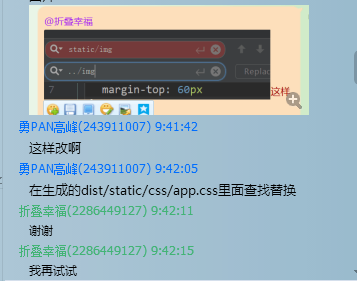 @折叠幸福
static/img
../img
Replac
7 margin-top: 60px
这样
勇PAN高峰(243911007) 9:41:42
这样改啊
勇PAN高峰(243911007) 9:42:05
在生成的dist/static/css/app.css里面查找替换
折叠幸福(2286449127) 9:42:11
谢谢
折叠幸福(2286449127) 9:42:15
我再试试